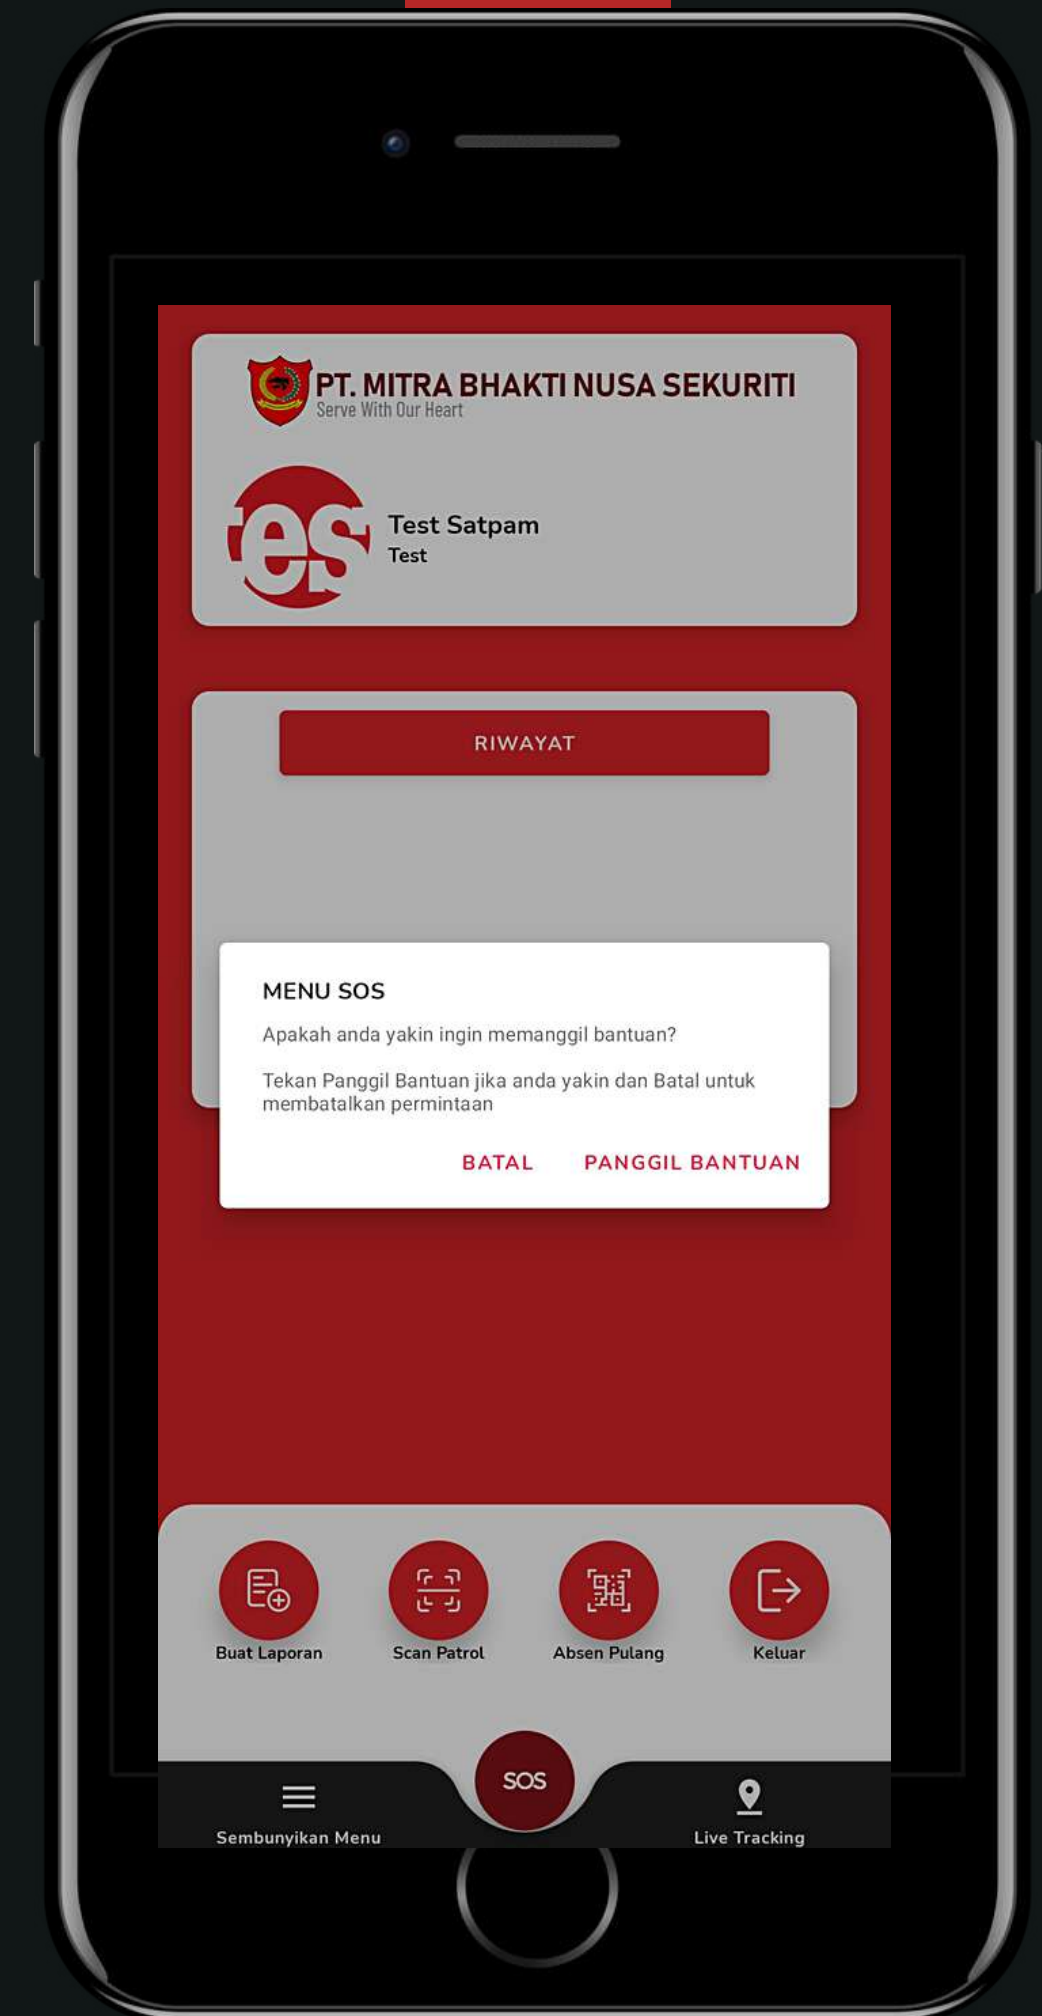 PT. MITRA BHAKTI NUSA SEKURITI
Serve With Our Heart
es
Test Satpam
Test
RIWAYAT
MENU SOS
Apakah anda yakin ingin memanggil bantuan?
Tekan Panggil Bantuan jika anda yakin dan Batal untuk
membatalkan permintaan
BATAL PANGGIL BANTUAN
Buat Laporan Scan Patrol Absen Pulang Keluar
SOS
Sembunyikan Menu Live Tracking